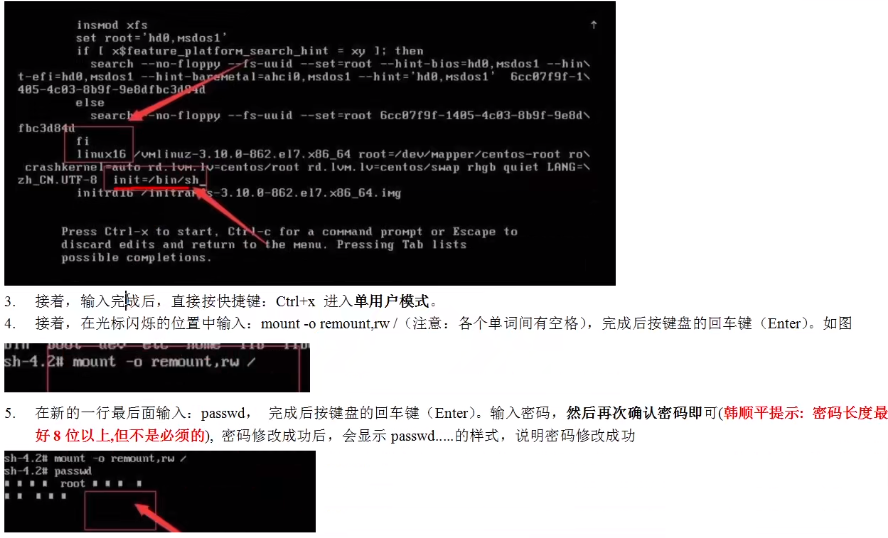 insmod xfs
set root='hd0,msdos1'
if [ x$feature_platform_search_hint = xy ]; then
search --no-floppy --fs-uuid --set=root --hint-bios=hd0,msdos1 --hin\
t-efi=hd0,msdos1 --hint-baremetal=ahci0,msdos1 --hint='hd0,msdos1' 6cc07f9f-1\
405-4c03-8b9f-9e8dfbc3d84d
else
search --no-floppy --fs-uuid --set=root 6cc07f9f-1405-4c03-8b9f-9e8d\
fbc3d84d
fi
linux16 /vmlinuz-3.10.0-862.el7.x86_64 root=/dev/mapper/centos-root ro\
crashkernel=auto rd.lvm.lv=centos/root rd.lvm.lv=centos/swap rhgb quiet LANG=\
zh_CN.UTF-8 init=/bin/sh_
initrd16 /initramfs-3.10.0-862.el7.x86_64.img
Press Ctrl-x to start, Ctrl-c for a command prompt or Escape to
discard edits and return to the menu. Pressing Tab lists
possible completions.
3. 接着，输入完成后，直接按快捷键：Ctrl+x 进入单用户模式。
4. 接着，在光标闪烁的位置中输入：mount -o remount,rw /（注意：各个单词间有空格），完成后按键盘的回车键（Enter）。如图
bin boot dev etc home lib
sh-4.2# mount -o remount,rw /
5. 在新的一行最后面输入：passwd， 完成后按键盘的回车键（Enter）。输入密码，然后再次确认密码即可(韩顺平提示: 密码长度最
好 8 位以上,但不是必须的), 密码修改成功后，会显示 passwd.....的样式，说明密码修改成功
sh-4.2# mount -o remount,rw /
sh-4.2# passwd
root